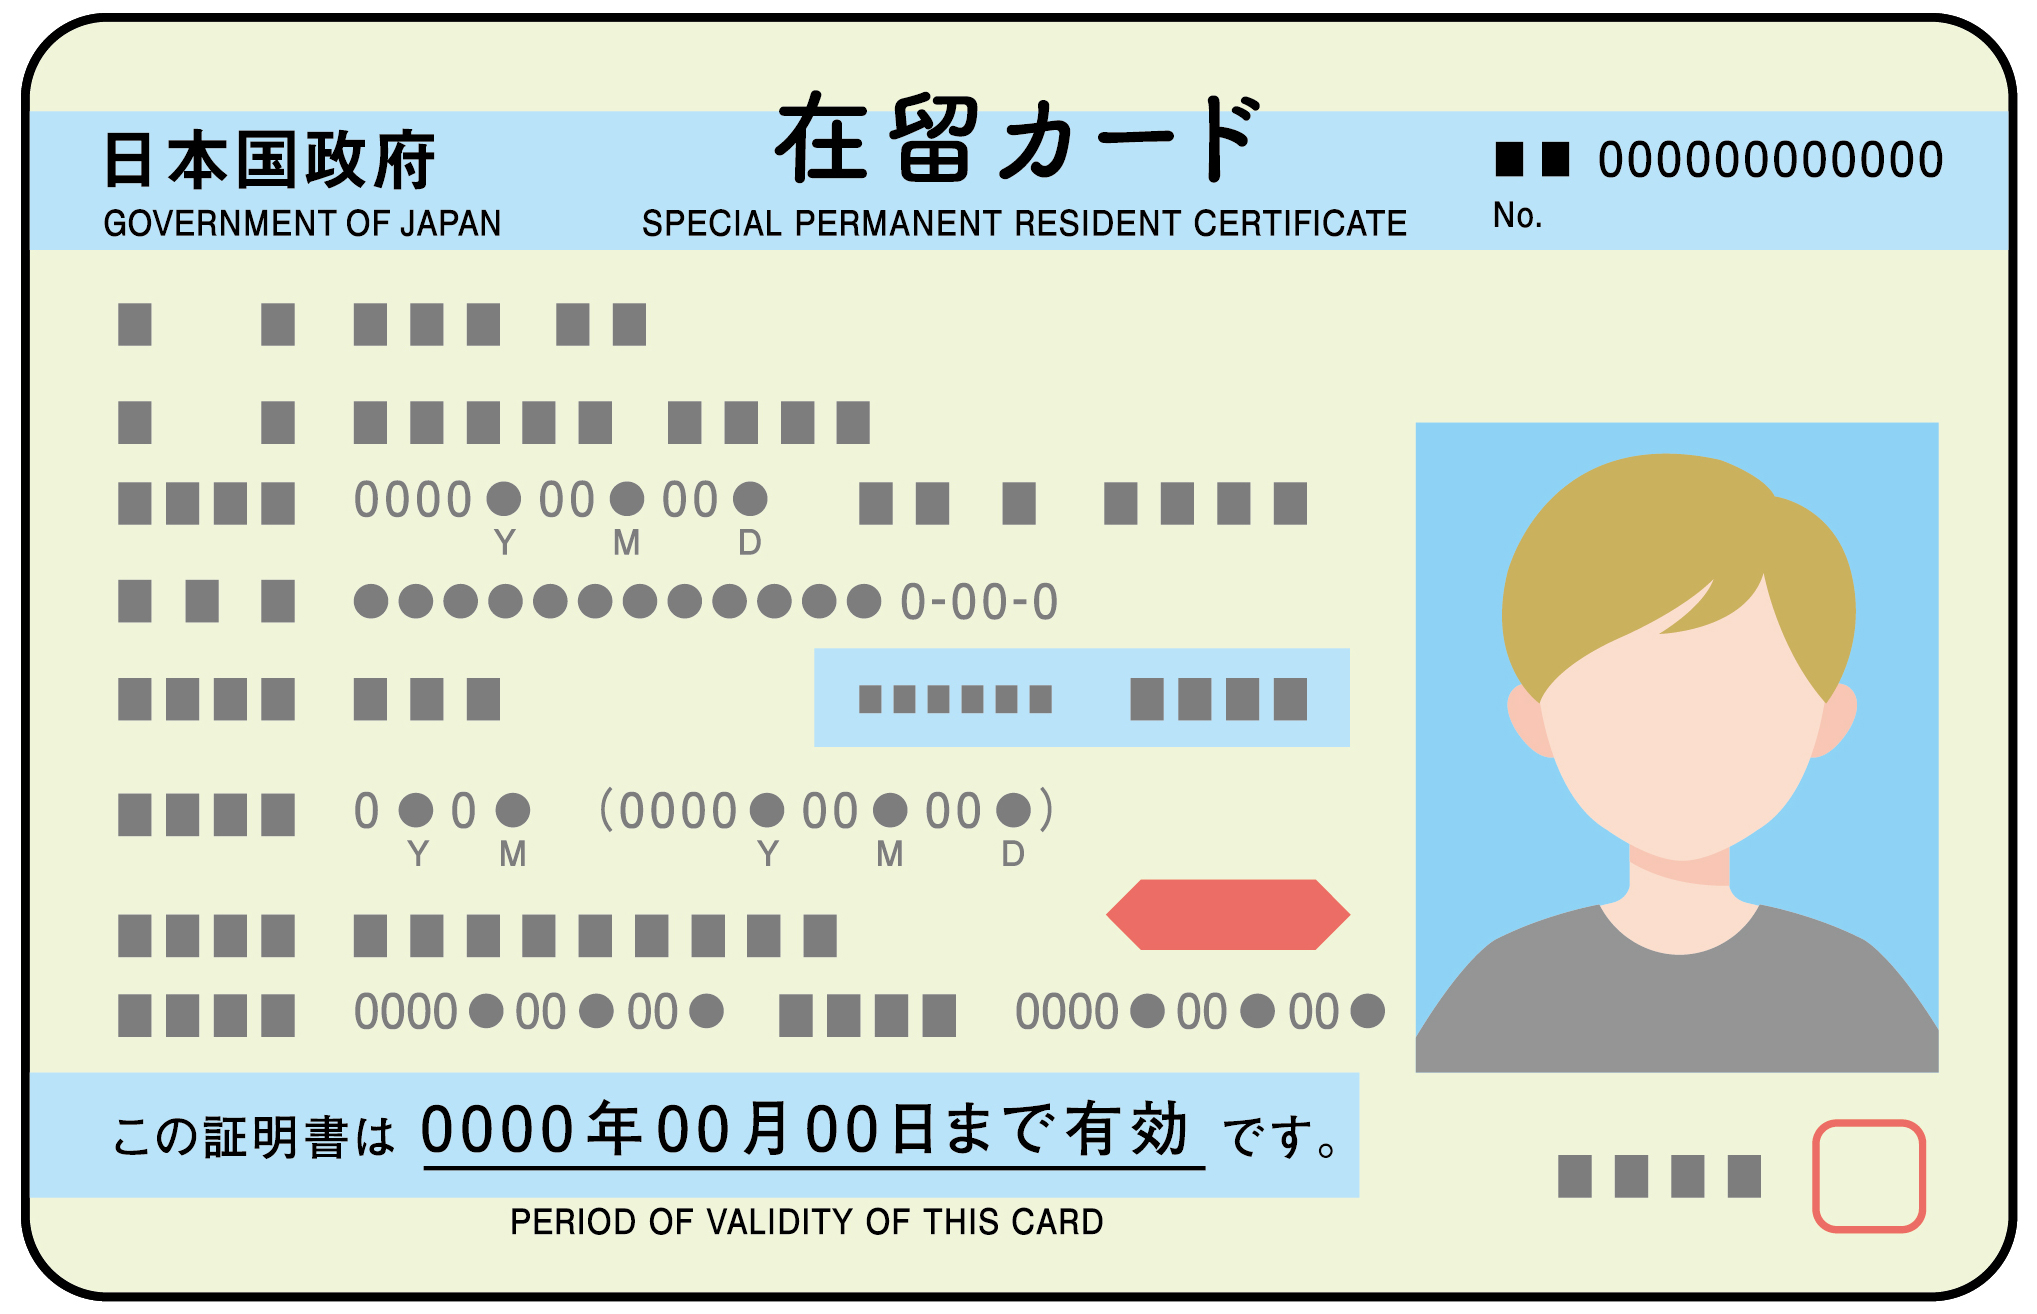 日本国政府
GOVERNMENT OF JAPAN
在留カード
SPECIAL PERMANENT RESIDENT CERTIFICATE
■■ 000000000000
No.
■ ■ ■■■ ■■
■ ■ ■■■■■ ■■■■
■■■■ 0000●00●00● ■■ ■ ■■■■
Y M D
■■■ ●●●●●●●●●●●●0-00-0
■■■■ ■■■ ■■■■■■ ■■■■
■■■■ 0●0● (0000●00●00●)
Y M Y M D
■■■■ ■■■■■■■■■
■■■■ 0000●00●00● ■■■■ 0000●00●00●
この証明書は 0000年00月00日まで有効 です。
PERIOD OF VALIDITY OF THIS CARD
■■■■